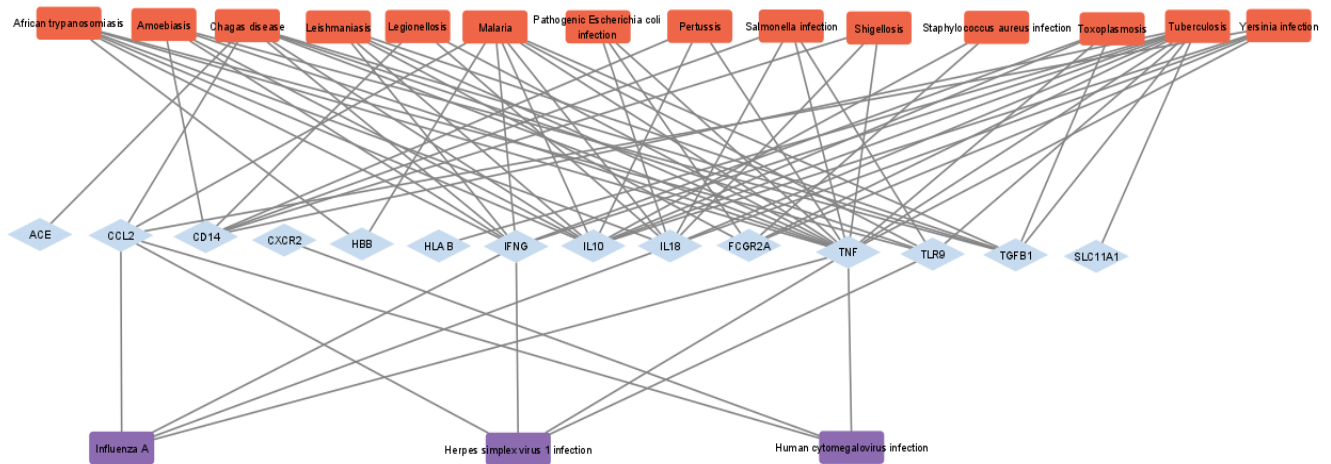 African trypanosomiasis
Amoebiasis
Chagas disease
Leishmaniasis
Legionellosis
Malaria
Pathogenic Escherichia coli
infection
Pertussis
Salmonella infection
Shigellosis
Staphylococcus aureus infection
Toxoplasmosis
Tuberculosis
Yersinia infection
ACE
CCL2
CD14
CXCR2
HBB
HLA B
IFNG
IL10
IL18
FCGR2A
TNF
TLR9
TGFB1
SLC11A1
Influenza A
Herpes simplex virus 1 infection
Human cytomegalovirus infection